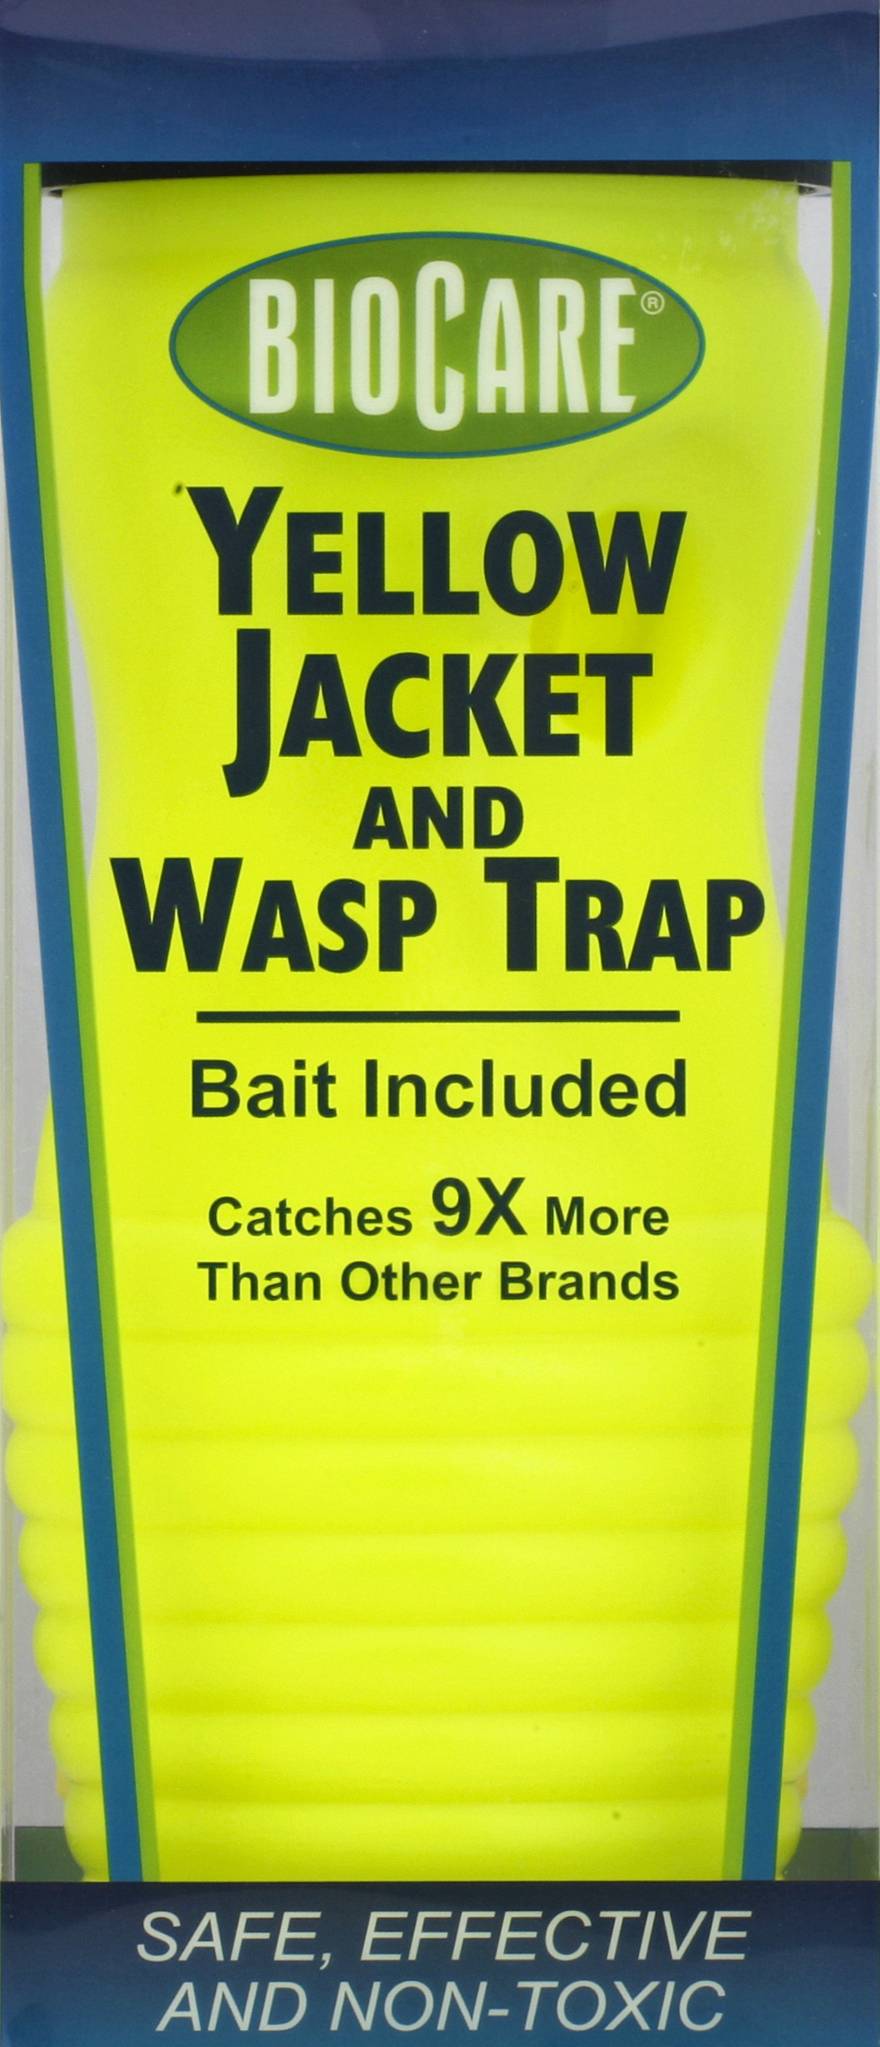 BIOCARE®
YELLOW
JACKET
AND
WASP TRAP
Bait Included
Catches 9X More
Than Other Brands
SAFE, EFFECTIVE
AND NON-TOXIC